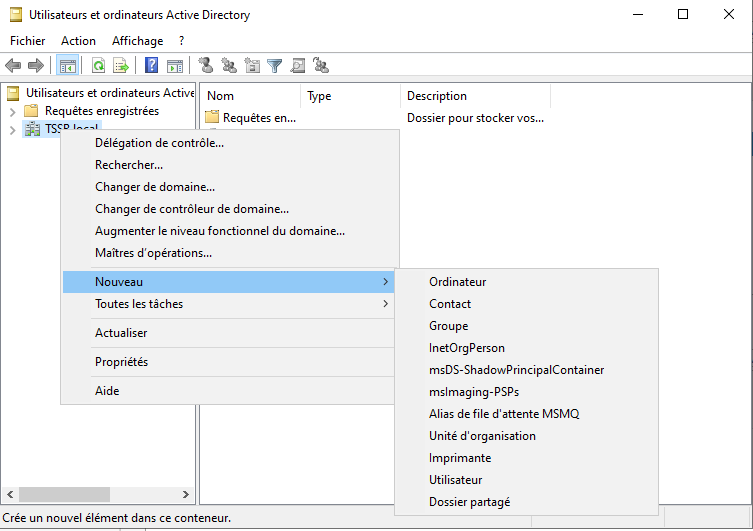 Utilisateurs et ordinateurs Active Directory
Fichier Action Affichage ?
Utilisateurs et ordinateurs Active
Requêtes enregistrées
TSSR.local
Nom Type Description
Requêtes en... Dossier pour stocker vos...
Délégation de contrôle...
Rechercher...
Changer de domaine...
Changer de contrôleur de domaine...
Augmenter le niveau fonctionnel du domaine...
Maîtres d'opérations...
Nouveau
Toutes les tâches
Actualiser
Propriétés
Aide
Ordinateur
Contact
Groupe
InetOrgPerson
msDS-ShadowPrincipalContainer
msImaging-PSPs
Alias de file d'attente MSMQ
Unité d'organisation
Imprimante
Utilisateur
Dossier partagé
Crée un nouvel élément dans ce conteneur.